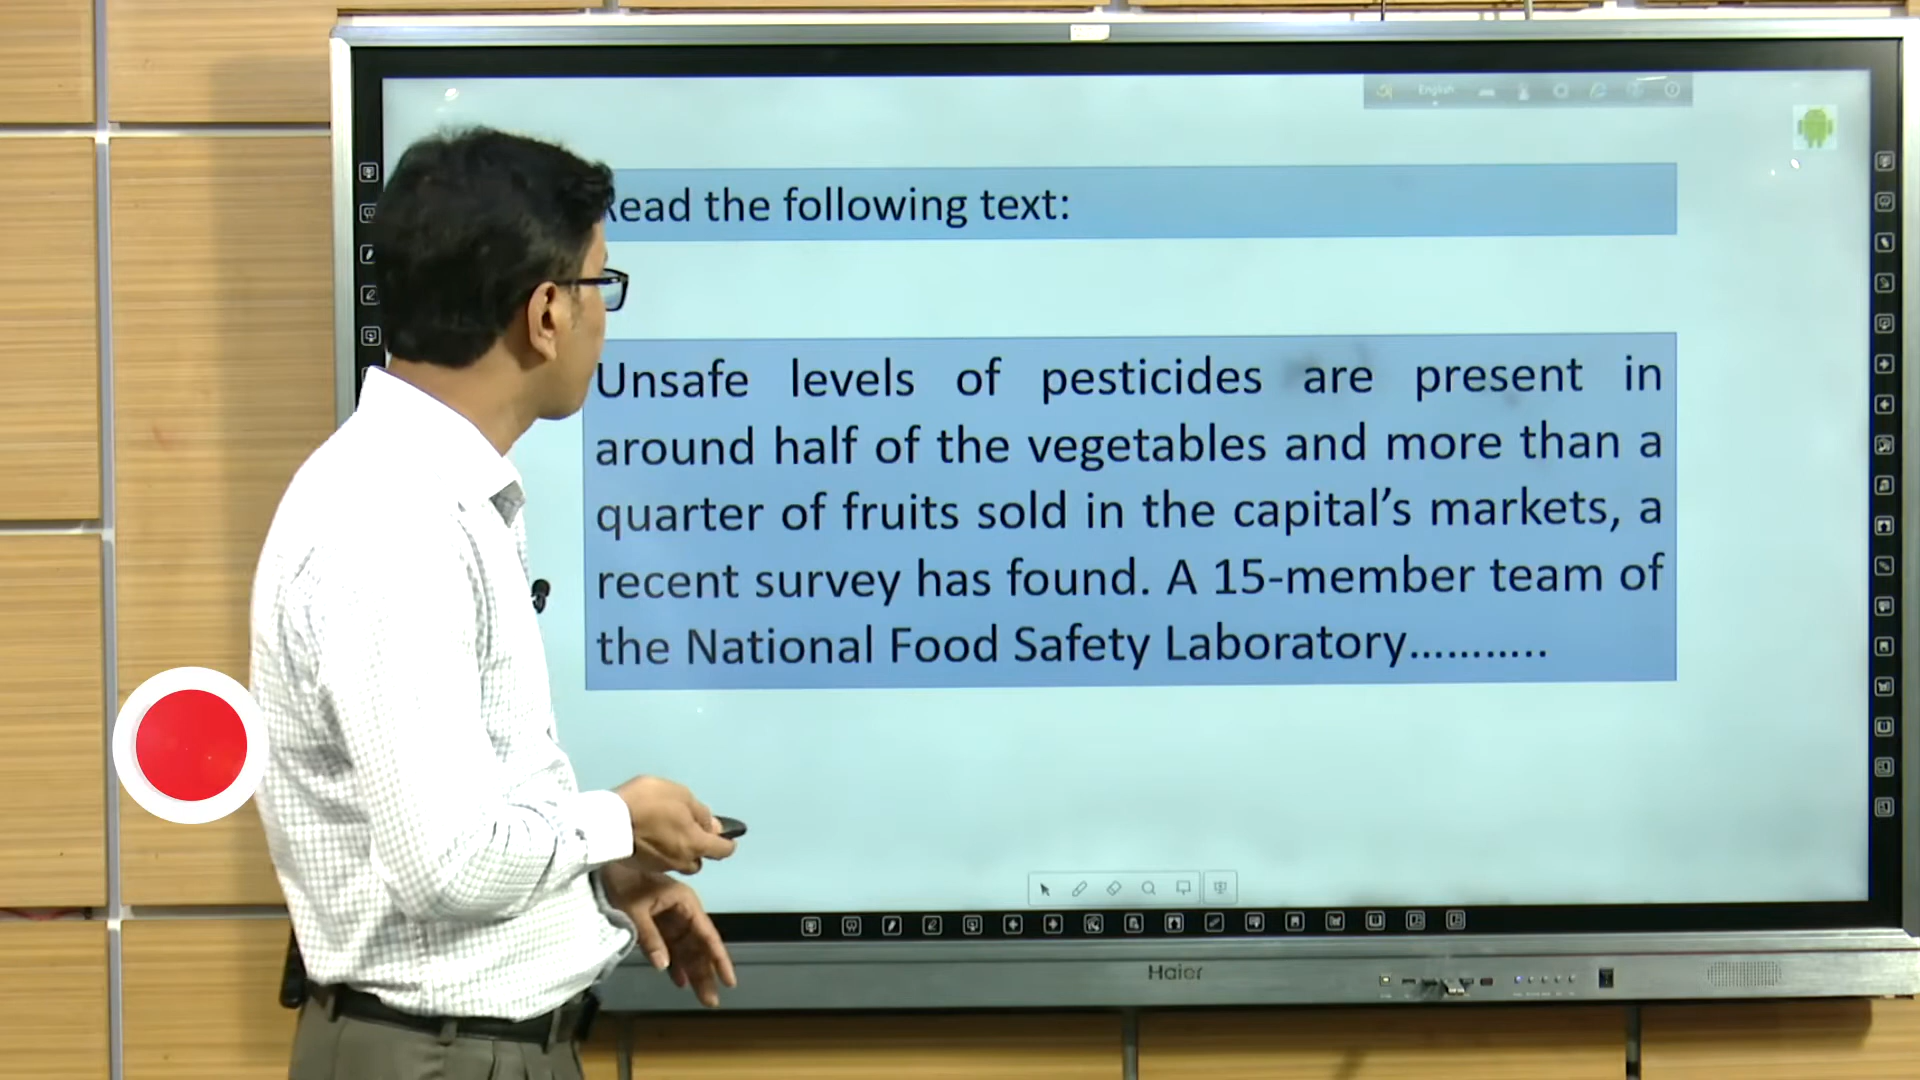 English
Read the following text:
Unsafe levels of pesticides are present in
around half of the vegetables and more than a
quarter of fruits sold in the capital’s markets, a
recent survey has found. A 15-member team of
the National Food Safety Laboratory...........
Haier